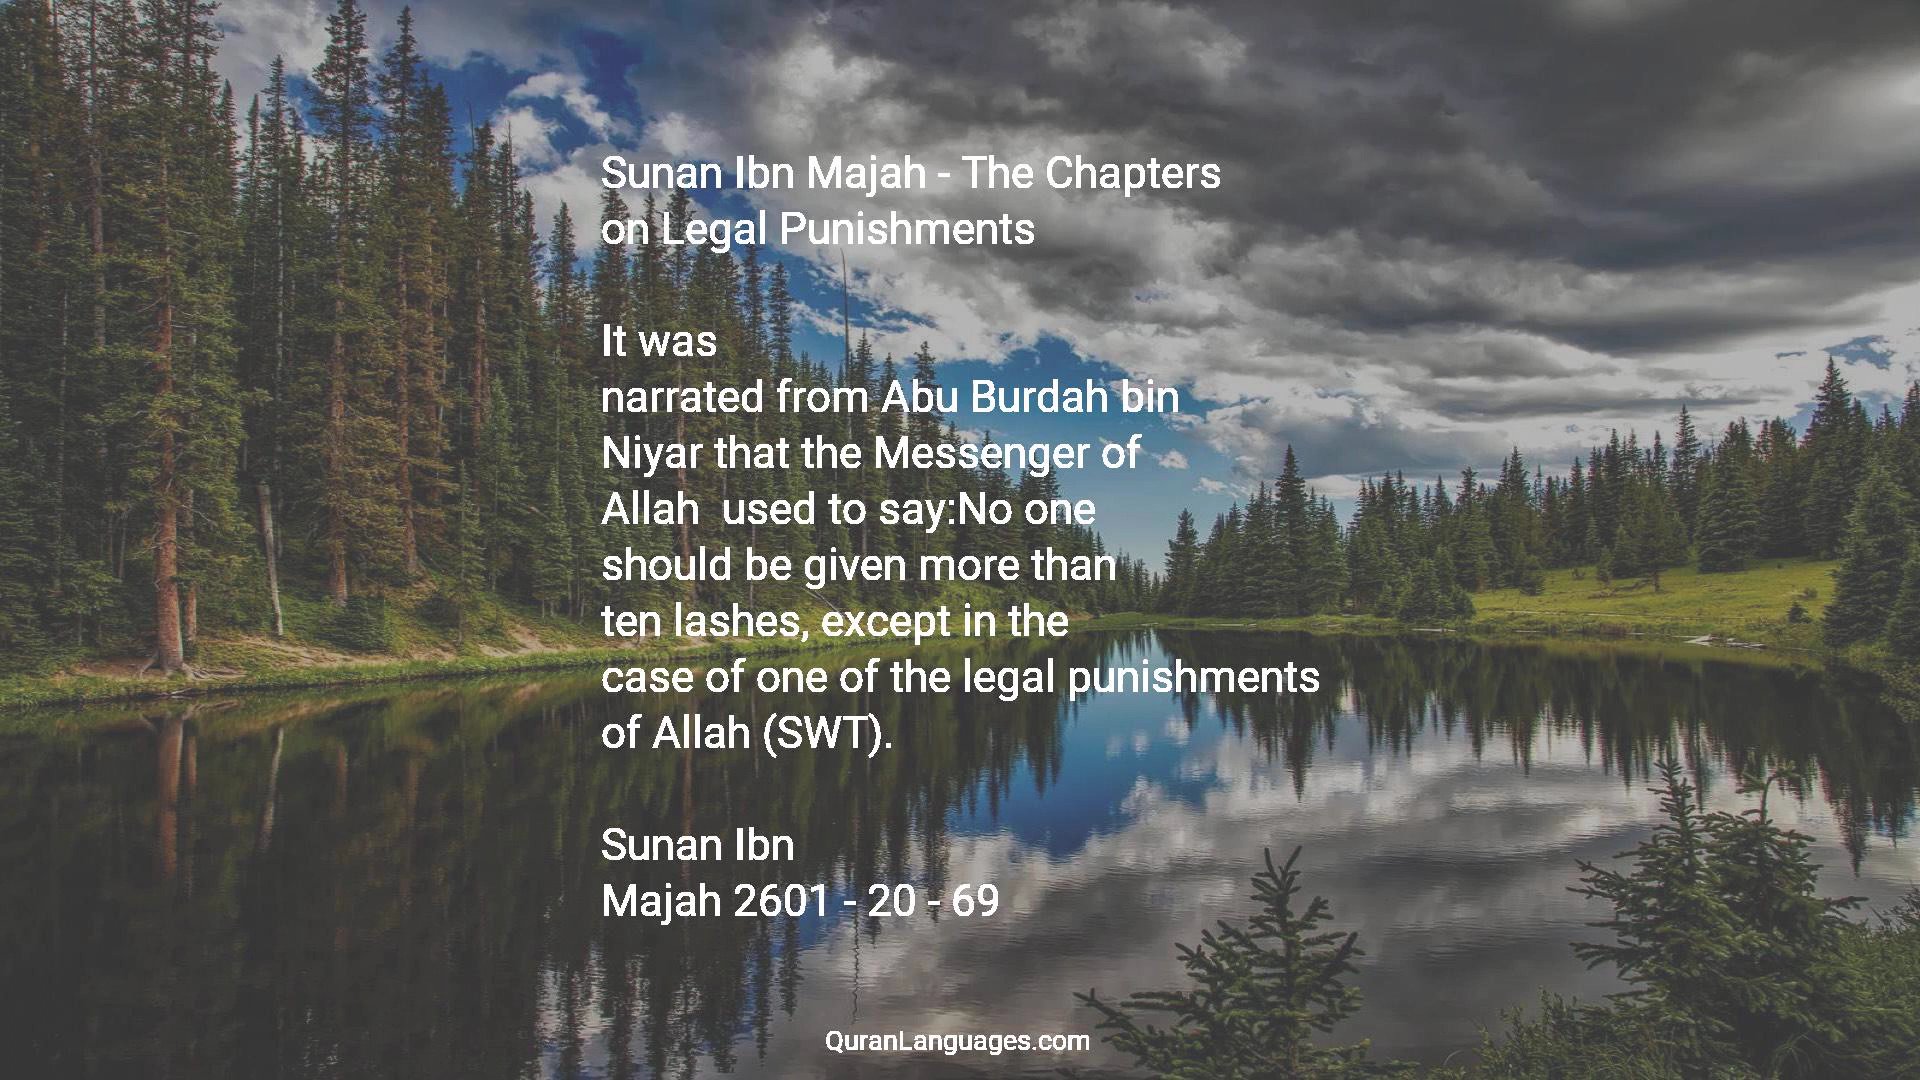 Sunan Ibn Majah - The Chapters
on Legal Punishments
It was
narrated from Abu Burdah bin
Niyar that the Messenger of
Allah  used to say:No one
should be given more than
ten lashes, except in the
case of one of the legal punishments
of Allah (SWT).
Sunan Ibn
Majah 2601 - 20 - 69
QuranLanguages.com